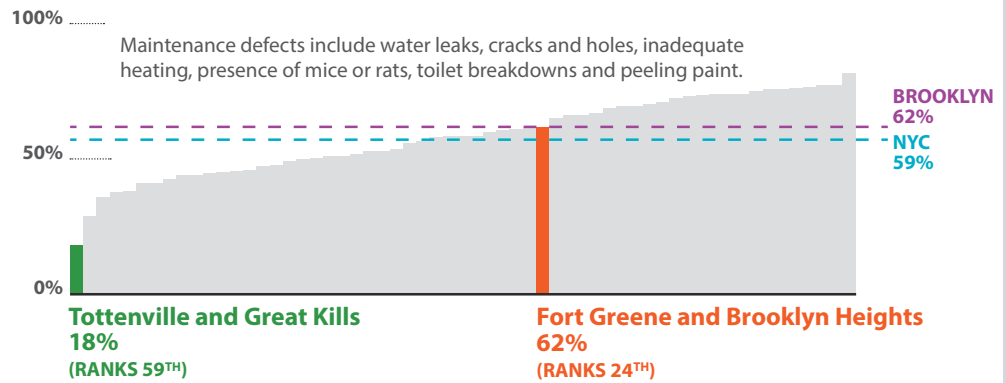 100%
Maintenance defects include water leaks, cracks and holes, inadequate
heating, presence of mice or rats, toilet breakdowns and peeling paint.
BROOKLYN
62%
NYC
59%
50%
0%
Tottenville and Great Kills
18%
(RANKS 59TH)
Fort Greene and Brooklyn Heights
62%
(RANKS 24TH)